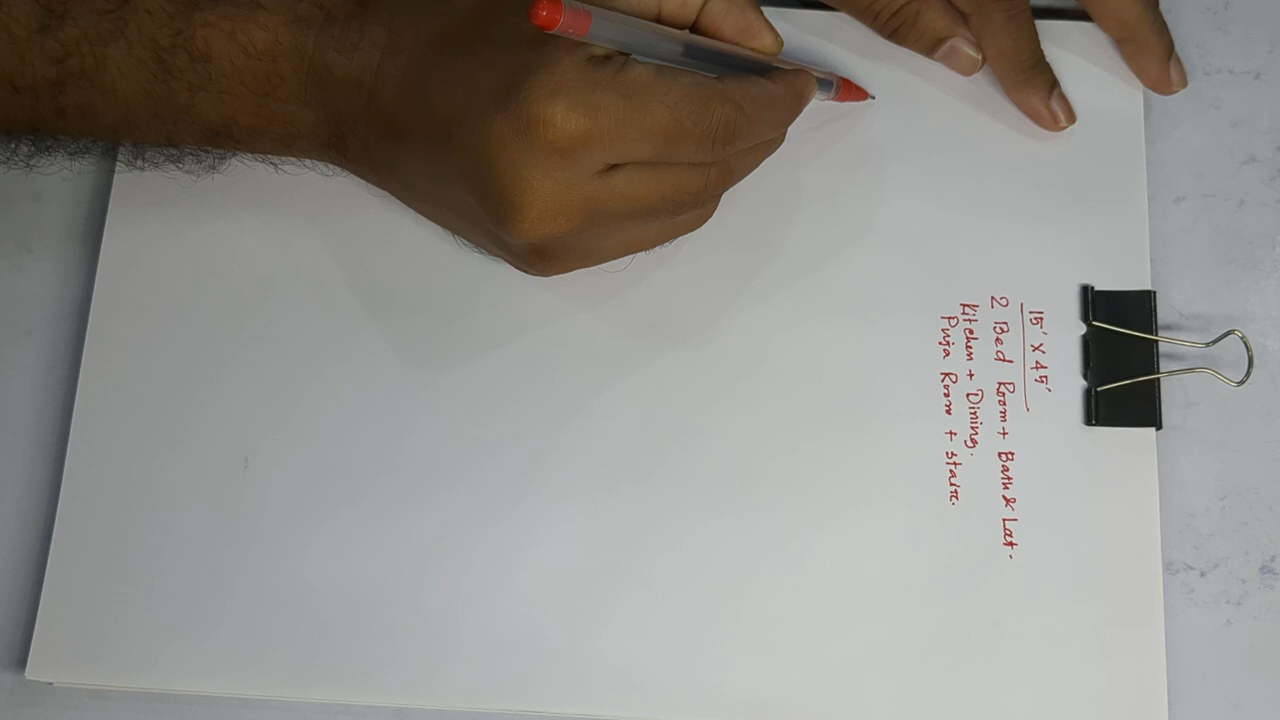 15' X 45'
2 Bed Room + Bath & Lat-
Kitchen + Dining.
Puja Room + stair.